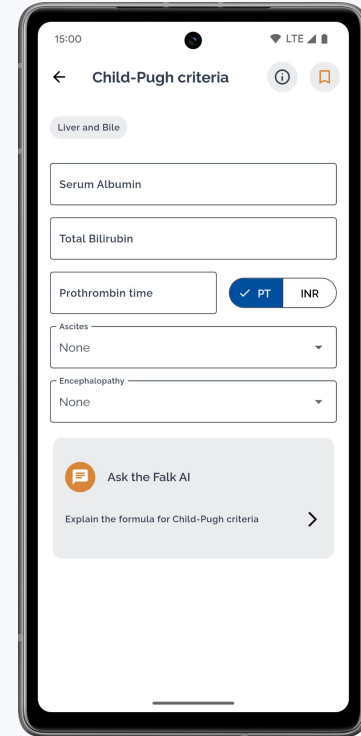 15:00
LTE
Child-Pugh criteria
Liver and Bile
Serum Albumin
Total Bilirubin
Prothrombin time
PT
INR
Ascites
None
Encephalopathy
None
Ask the Falk AI
Explain the formula for Child-Pugh criteria